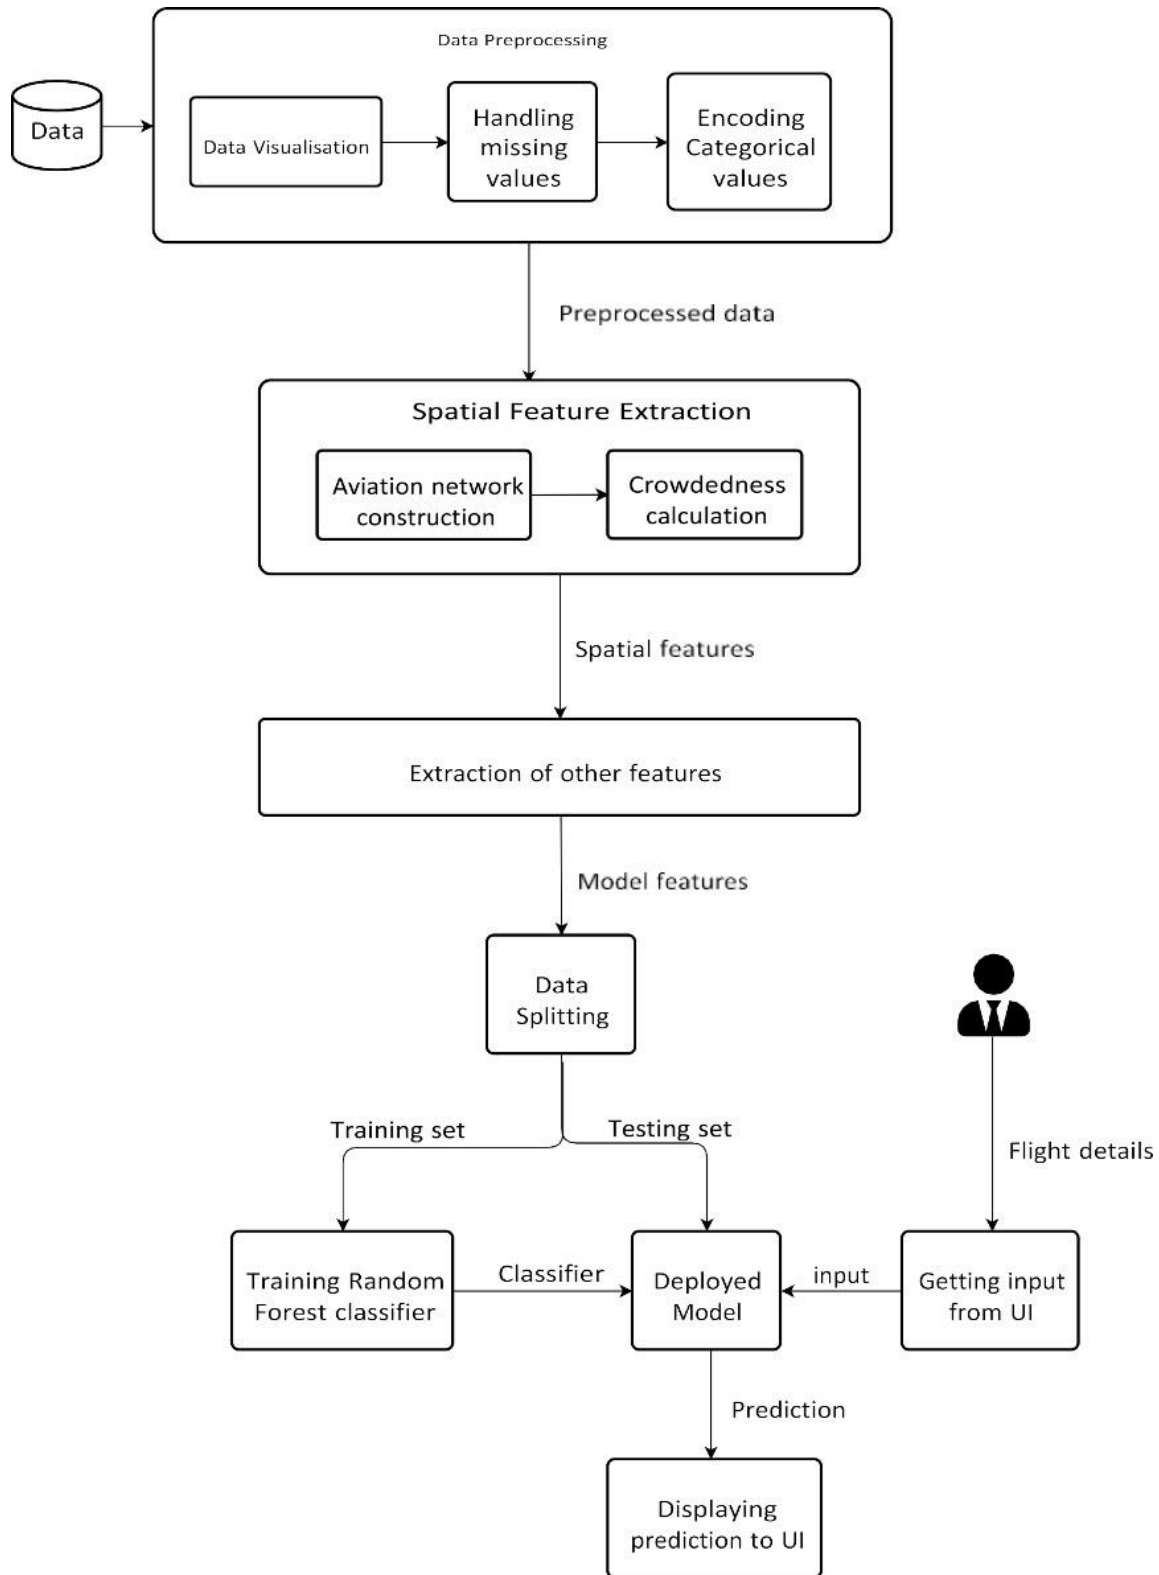 Data Preprocessing
Data
Data Visualisation
Handling
missing
values
Encoding
Categorical
values
Preprocessed data
Spatial Feature Extraction
Aviation network
construction
Crowdedness
calculation
Spatial features
Extraction of other features
Model features
Data
Splitting
Training set
Testing set
Flight details
Training Random
Forest classifier
Classifier
Deployed
Model
input
Getting input
from UI
Prediction
Displaying
prediction to UI